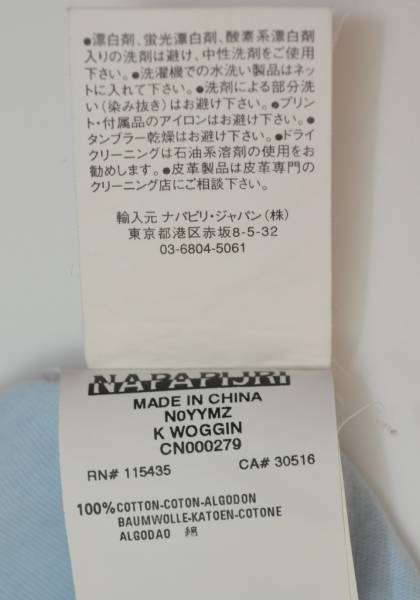 ●漂白剤、蛍光漂白剤、酸素系漂白剤
入りの洗剤は避け、中性洗剤をご使用
下さい。●洗濯機での水洗い製品はネッ
トに入れて下さい。●洗剤による部分洗
い（染み抜き）はお避け下さい。●プリン
ト・付属品のアイロンはお避け下さい。●
タンブラー乾燥はお避け下さい。●ドライ
クリーニングは石油系溶剤の使用をお
勧めします。●皮革製品は皮革専門の
クリーニング店にご相談下さい。
輸入元 ナパピリ・ジャパン（株）
東京都港区赤坂8-5-32
03-6804-5061
NAPAPIJRI
MADE IN CHINA
N0YYMZ
K WOGGIN
CN000279
RN# 115435 CA# 30516
100% COTTON-COTON-ALGODON
BAUMWOLLE-KATOEN-COTONE
ALGODAO 綿